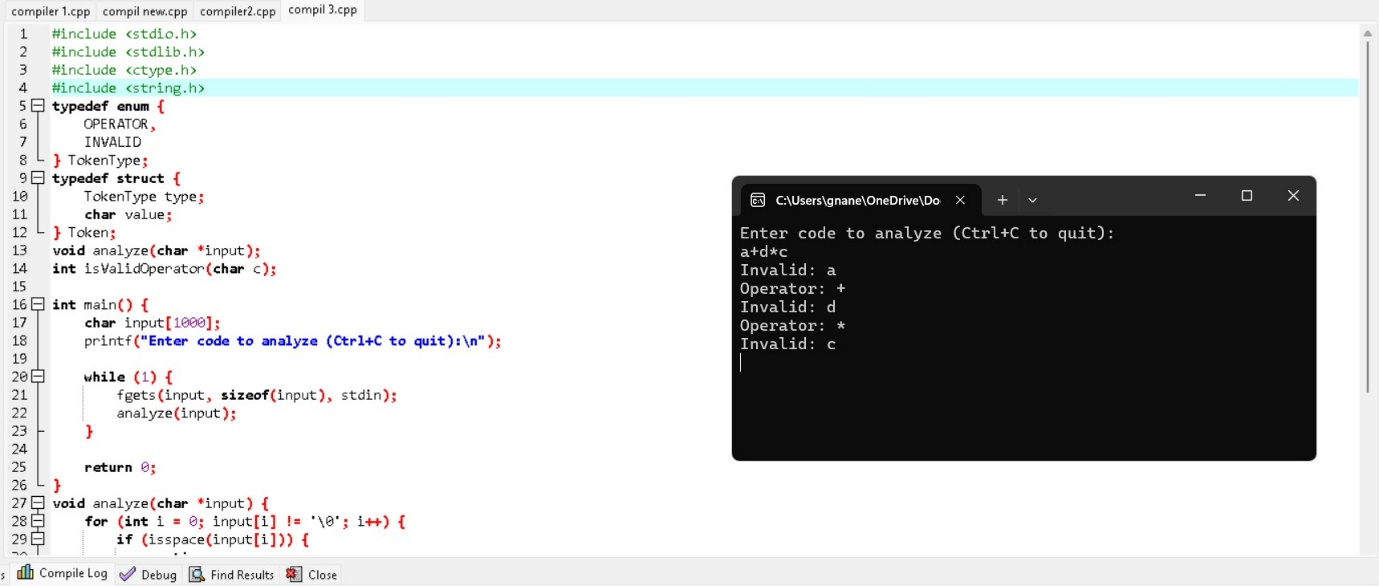 compiler 1.cpp compil new.cpp compiler2.cpp compil 3.cpp
1 #include <stdio.h>
2 #include <stdlib.h>
3 #include <ctype.h>
4 #include <string.h>
5 typedef enum {
6 OPERATOR,
7 INVALID
8 } TokenType;
9 typedef struct {
10 TokenType type;
11 char value;
12 } Token;
13 void analyze(char *input);
14 int isValidOperator(char c);
15
16 int main() {
17 char input[1000];
18 printf("Enter code to analyze (Ctrl+C to quit):\n");
19
20 while (1) {
21 fgets(input, sizeof(input), stdin);
22 analyze(input);
23 }
24
25 return 0;
26 }
27 void analyze(char *input) {
28 for (int i = 0; input[i] != '\0'; i++) {
29 if (isspace(input[i])) {
C:\Users\gnane\OneDrive\Do
Enter code to analyze (Ctrl+C to quit):
a+d*c
Invalid: a
Operator: +
Invalid: d
Operator: *
Invalid: c
s Compile Log Debug Find Results Close